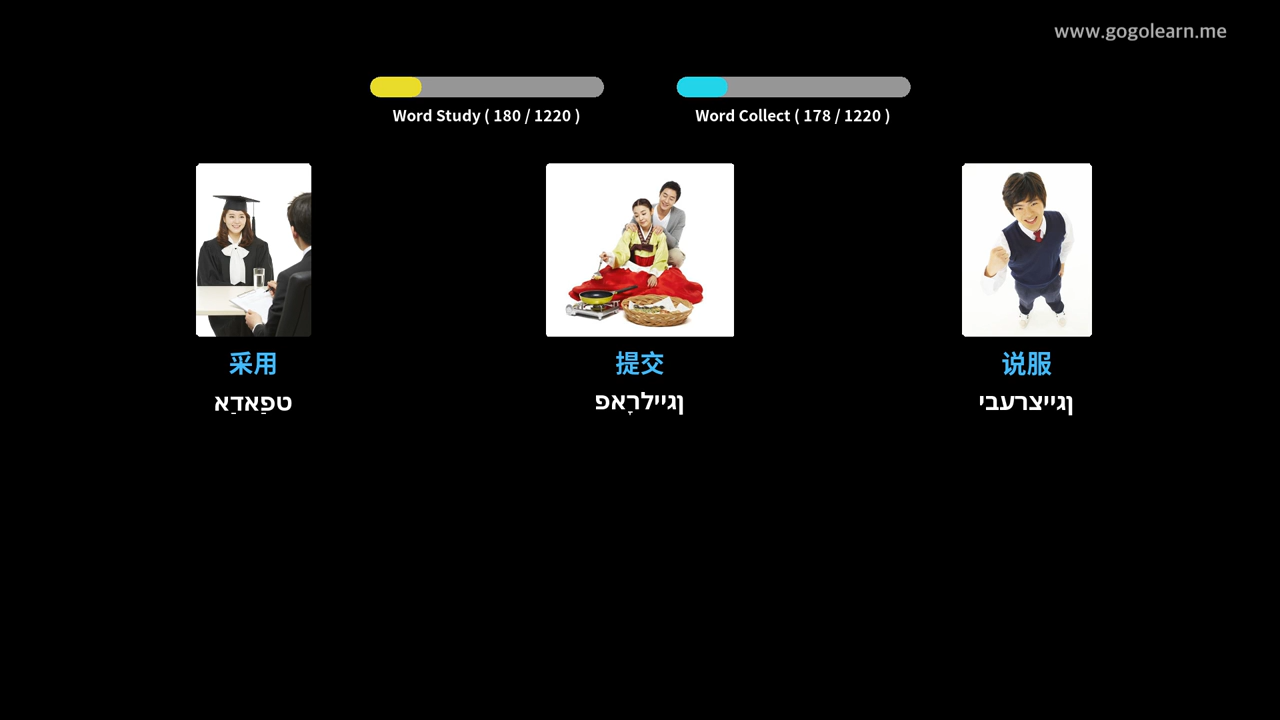 www.gogolearn.me
Word Study ( 180 / 1220 )
Word Collect ( 178 / 1220 )
采用
טפַאדַא
提交
ןגיילרָאפ
说服
ןגייצרעבי